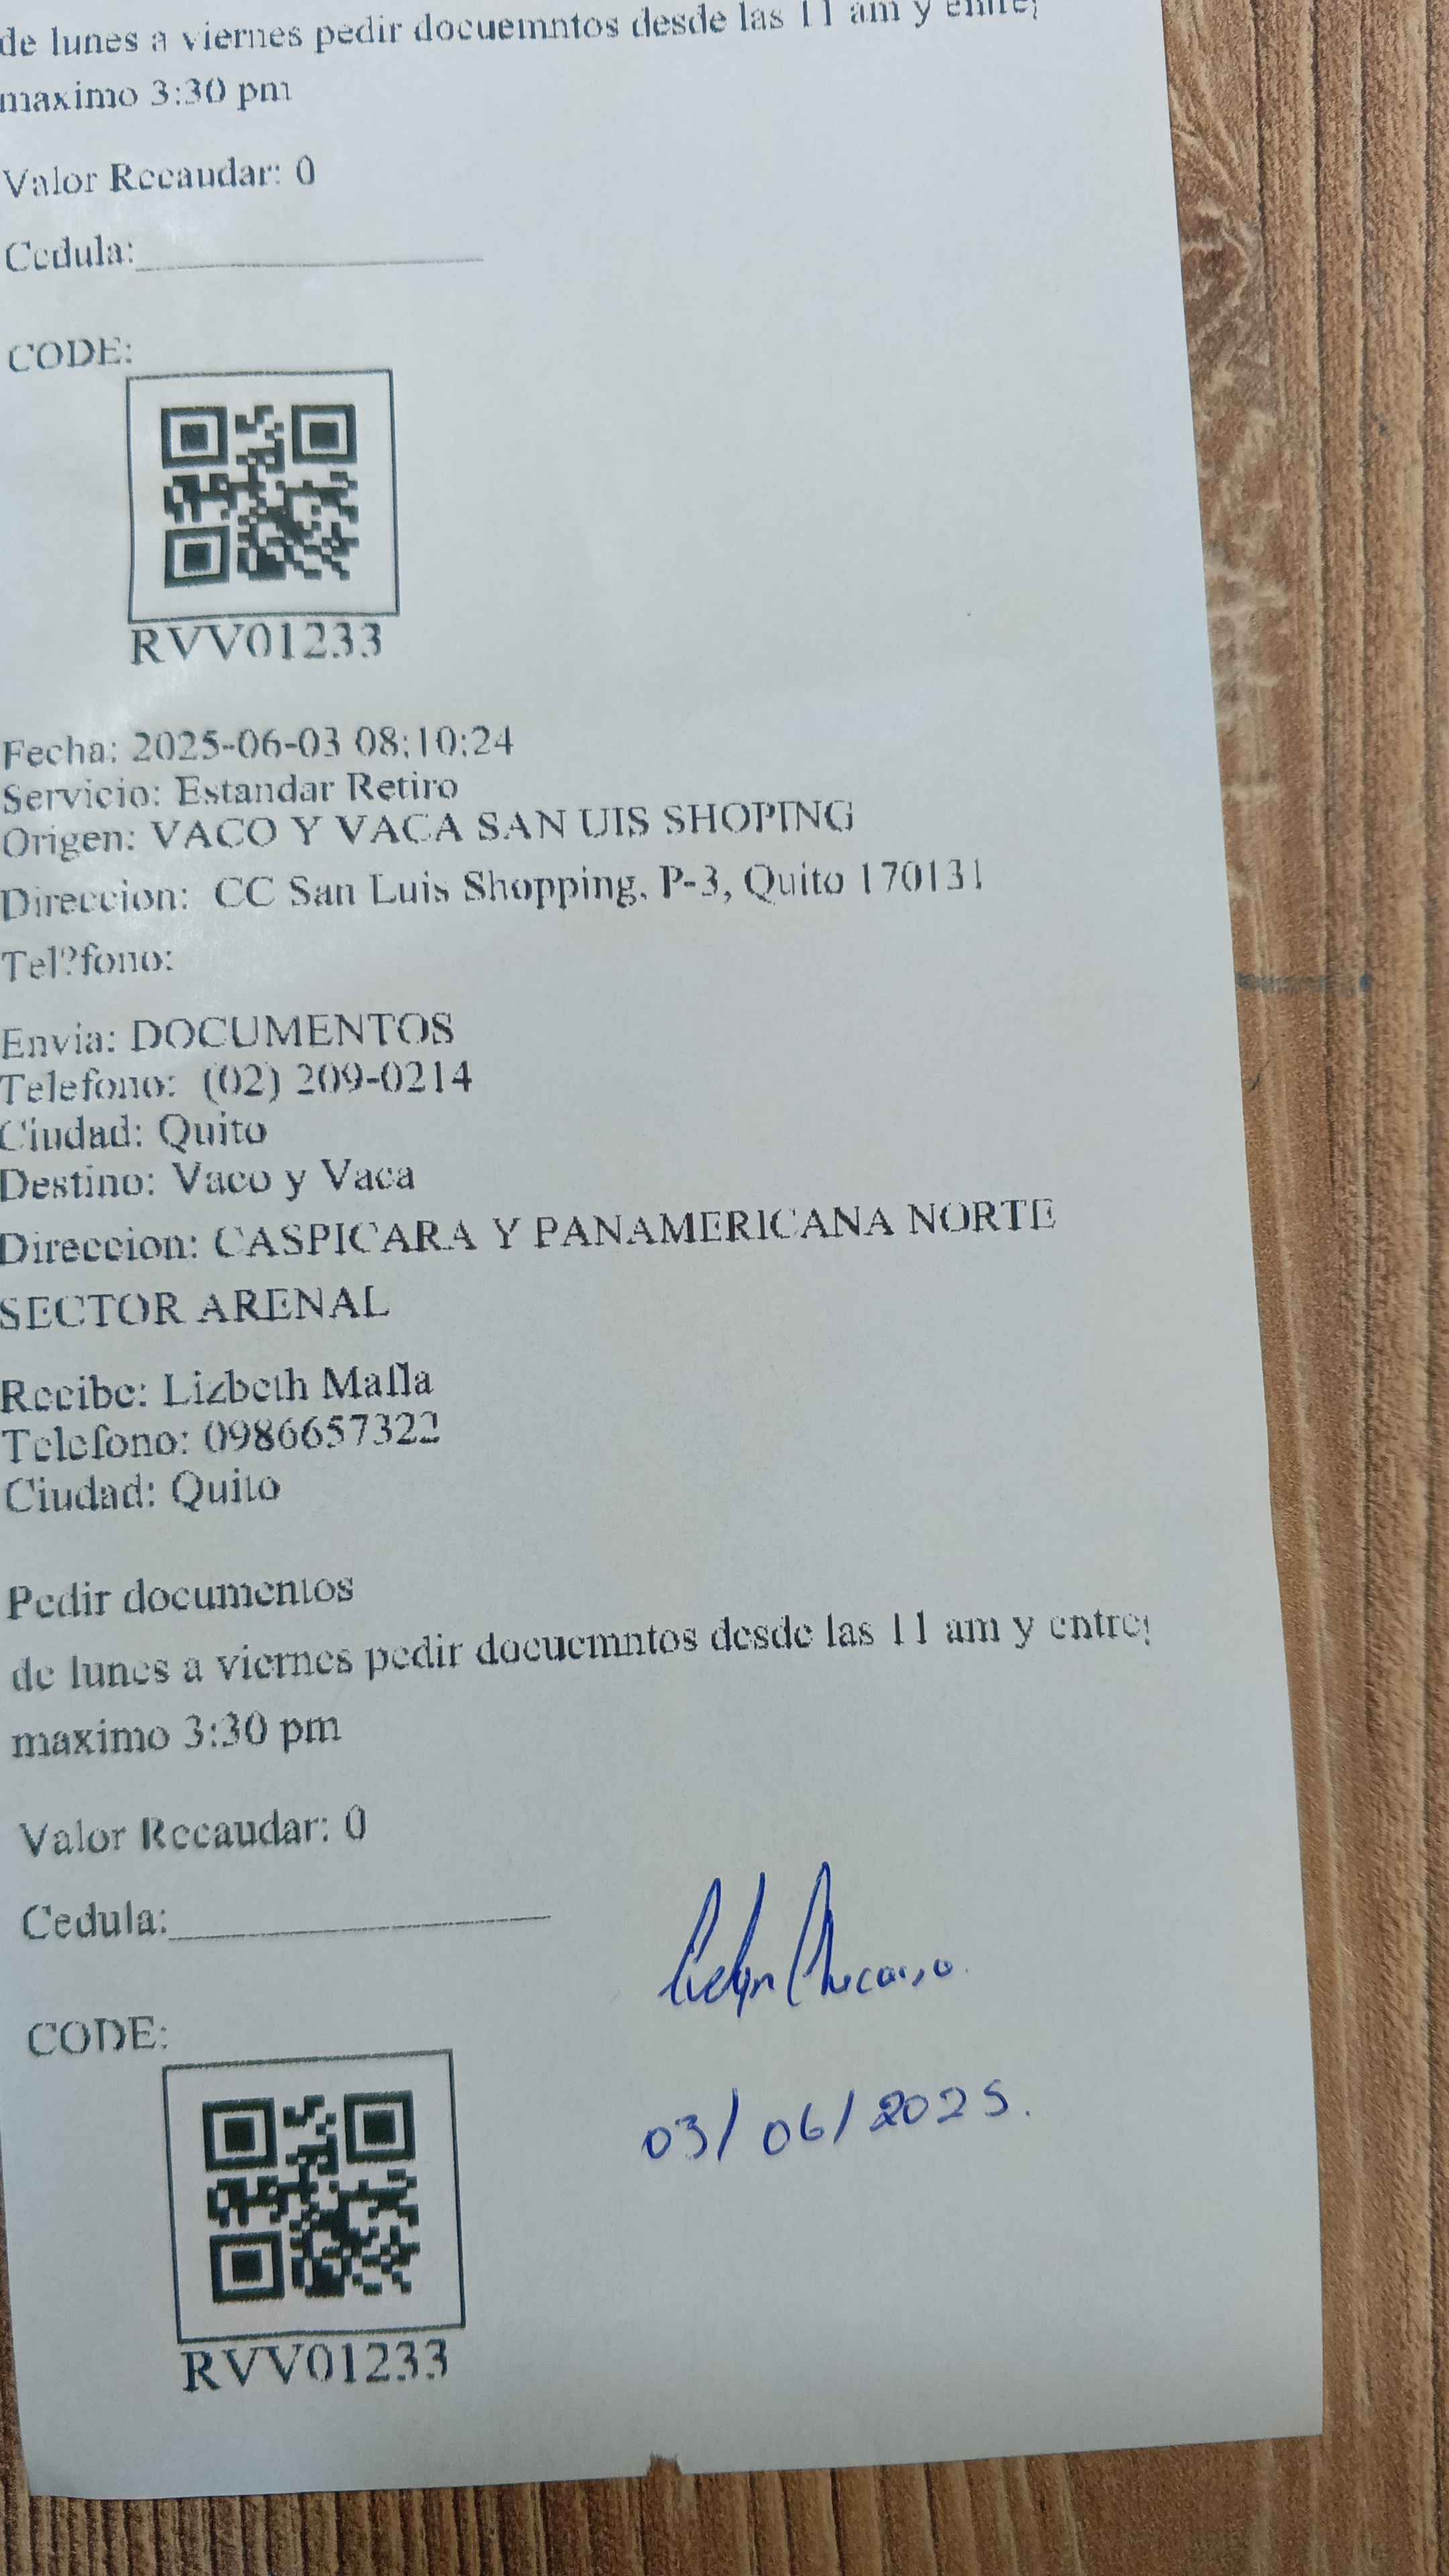 de lunes a viernes pedir docuemntos desde las 11 am y
maximo 3:30 pm
Valor Recaudar: 0
Cedula:
CODE:
RVV01233
Fecha: 2025-06-03 08:10:24
Servicio: Estandar Retiro
Origen: VACO Y VACA SAN UIS SHOPING
Direccion: CC San Luis Shopping, P-3, Quito 170131
Tel?fono:
Envia: DOCUMENTOS
Telefono: (02) 209-0214
Ciudad: Quito
Destino: Vaco y Vaca
Direccion: CASPICARA Y PANAMERICANA NORTE
SECTOR ARENAL
Recibe: Lizbeth Malla
Telefono: 0986657322
Ciudad: Quito
Pedir documentos
de lunes a viernes pedir docuemntos desde las 11 am y
maximo 3:30 pm
Valor Recaudar: 0
Cedula:
CODE:
03/06/2025.
RVV01233